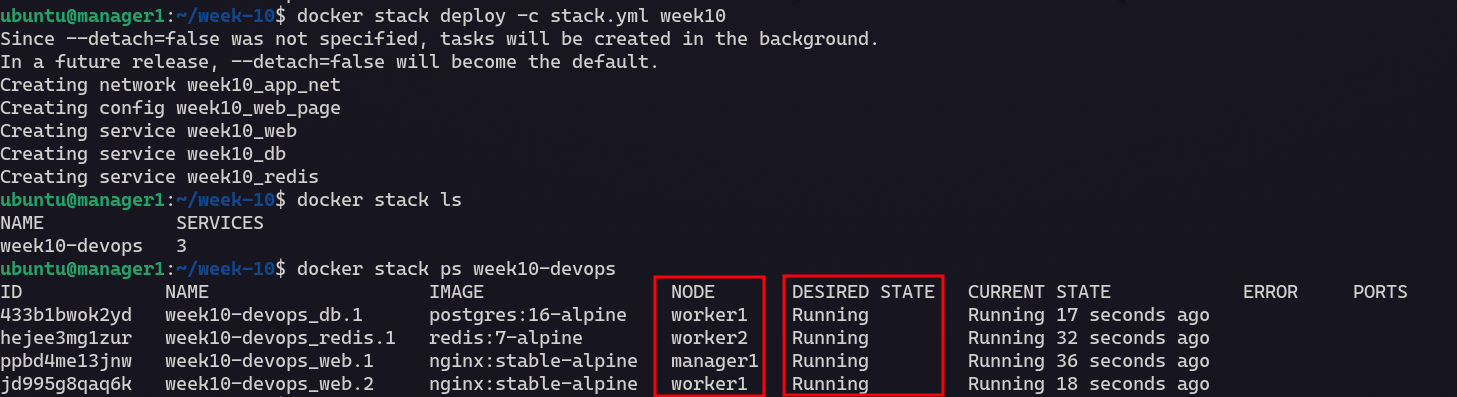 ubuntu@manager1:~/week-10$ docker stack deploy -c stack.yml week10
Since --detach=false was not specified, tasks will be created in the background.
In a future release, --detach=false will become the default.
Creating network week10_app_net
Creating config week10_web_page
Creating service week10_web
Creating service week10_db
Creating service week10_redis
ubuntu@manager1:~/week-10$ docker stack ls
NAME SERVICES
week10-devops 3
ubuntu@manager1:~/week-10$ docker stack ps week10-devops
ID NAME IMAGE NODE DESIRED STATE CURRENT STATE ERROR PORTS
433b1bwok2yd week10-devops_db.1 postgres:16-alpine worker1 Running Running 17 seconds ago
hejee3mg1zur week10-devops_redis.1 redis:7-alpine worker2 Running Running 32 seconds ago
ppbd4me13jnw week10-devops_web.1 nginx:stable-alpine manager1 Running Running 36 seconds ago
jd995g8qaq6k week10-devops_web.2 nginx:stable-alpine worker1 Running Running 18 seconds ago